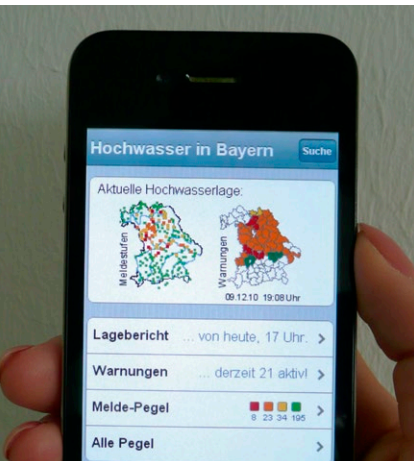 Hochwasser in Bayern Suche
Aktuelle Hochwasserlage:
Meldestufen
Warnungen
09.12.10 19:08 Uhr
Lagebericht ... von heute, 17 Uhr.
Warnungen ... derzeit 21 aktiv!
Melde-Pegel
8 23 34 195
Alle Pegel